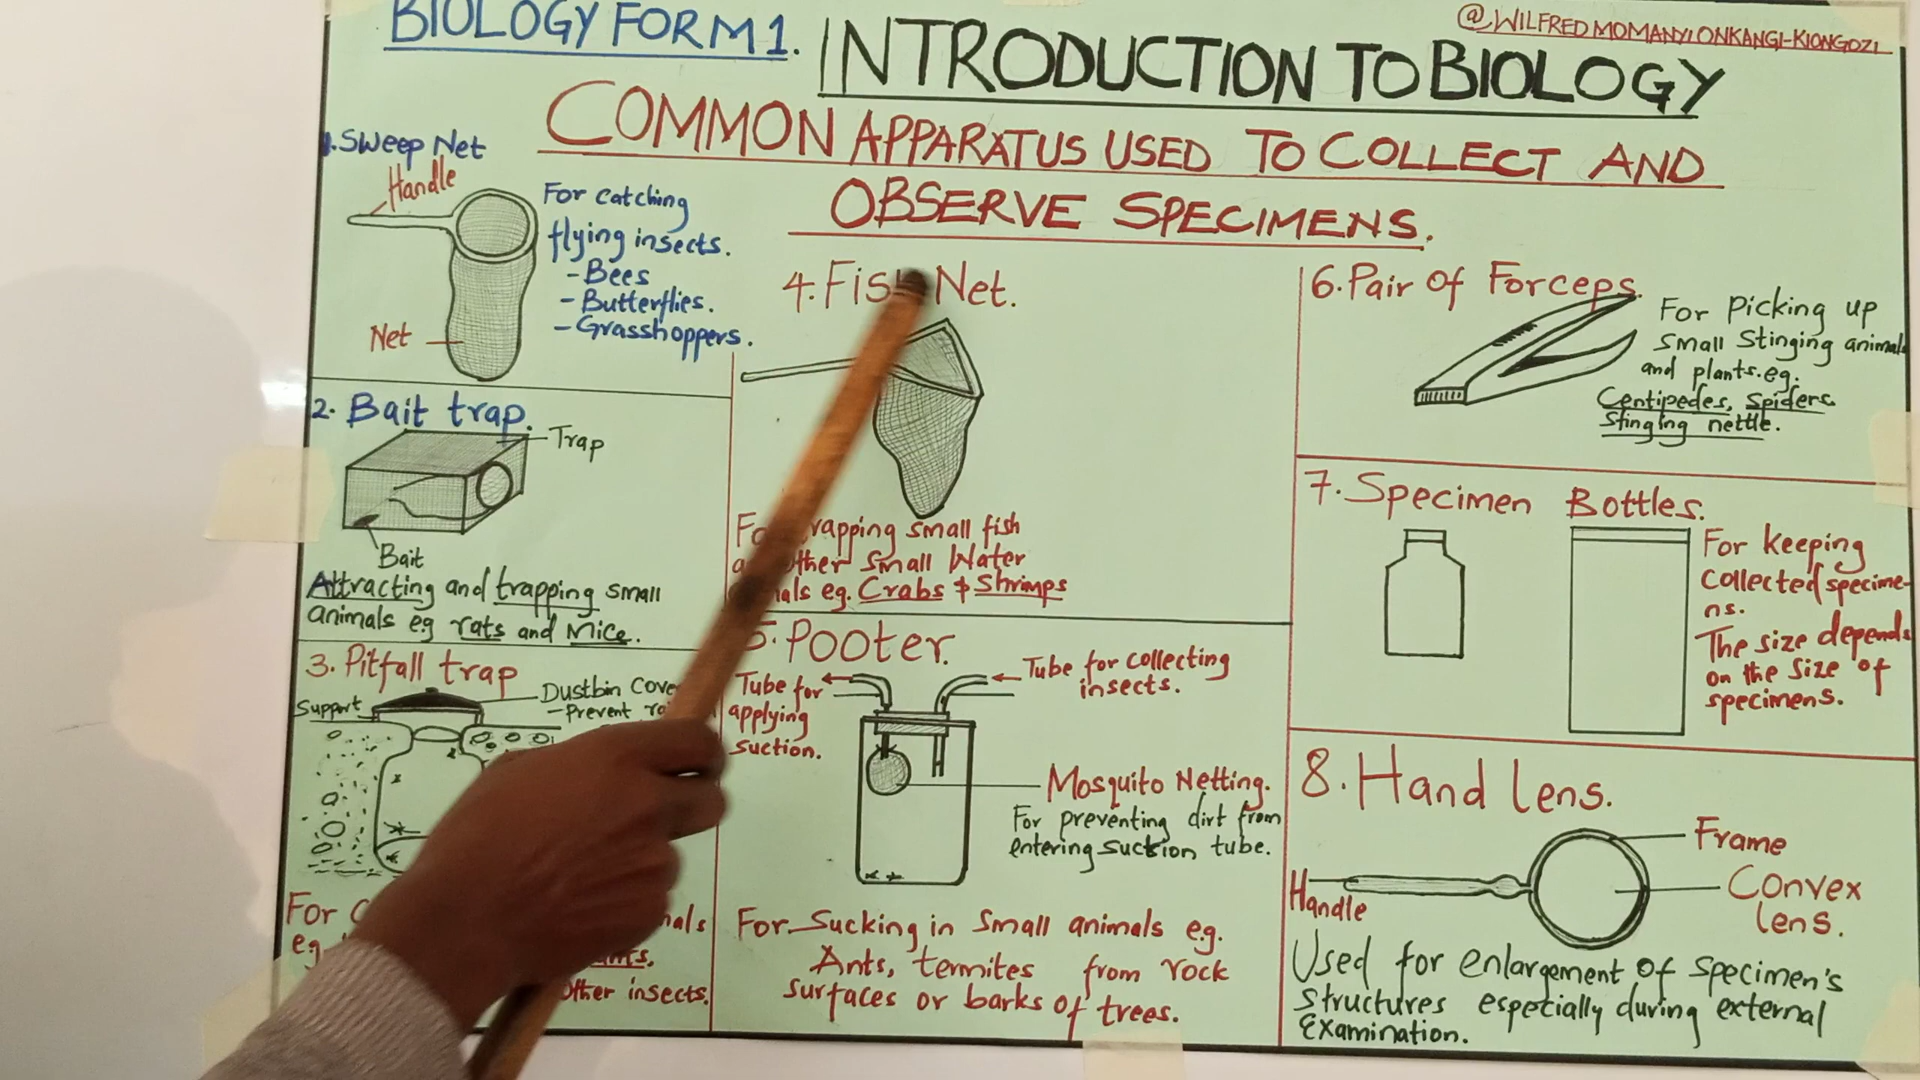 BIOLOGY FORM 1.
INTRODUCTION TO BIOLOGY
@WILFREDMOMANYIONKANGI-KIONGOZI
COMMON APPARATUS USED TO COLLECT AND
OBSERVE SPECIMENS.
1. Sweep Net
Handle
Net
For catching
flying insects.
- Bees
- Butterflies.
- Grasshoppers.
2. Bait trap.
Trap
Bait
Attracting and trapping small
animals eg rats and Mice.
3. Pitfall trap
Support
Dustbin Cove
- Prevent
For
eg.
other insects.
4. Fish Net.
For trapping small fish
other small Water
eg. Crabs & Shrimps
5. Pooter.
Tube for
applying
suction.
Tube for collecting
insects.
Mosquito Netting.
For preventing dirt from
entering suction tube.
For Sucking in small animals eg.
Ants, termites from rock
surfaces or barks of trees.
6. Pair of Forceps.
For Picking up
small Stinging animal
and plants.eg.
Centipedes, Spiders
Stinging nettle.
7. Specimen Bottles.
For keeping
Collected specime-
ns.
The size depends
on the size of
specimens.
8. Hand lens.
Handle
Frame
Convex
lens.
Used for enlargement of specimen's
structures especially during external
Examination.